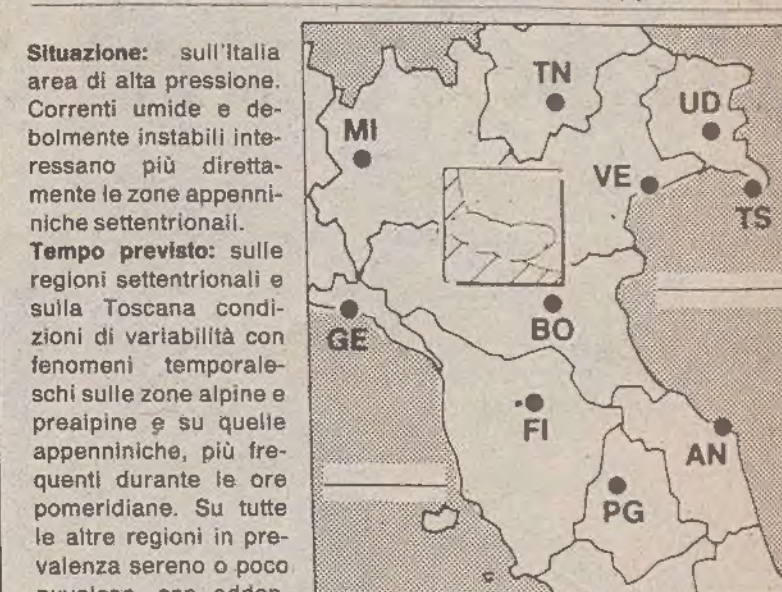 Situazione: sull'Italia
area di alta pressione.
Correnti umide e de-
bolmente instabili inte-
ressano più diretta-
mente le zone appenni-
niche settentrionali.
Tempo previsto: sulle
regioni settentrionali e
sulla Toscana condi-
zioni di variabilità con
fenomeni temporale-
schi sulle zone alpine e
prealpine e su quelle
appenniniche, più fre-
quenti durante le ore
pomeridiane. Su tutte
le altre regioni in pre-
valenza sereno o poco
TN
UD
MI
VE
TS
GE
BO
FI
AN
PG